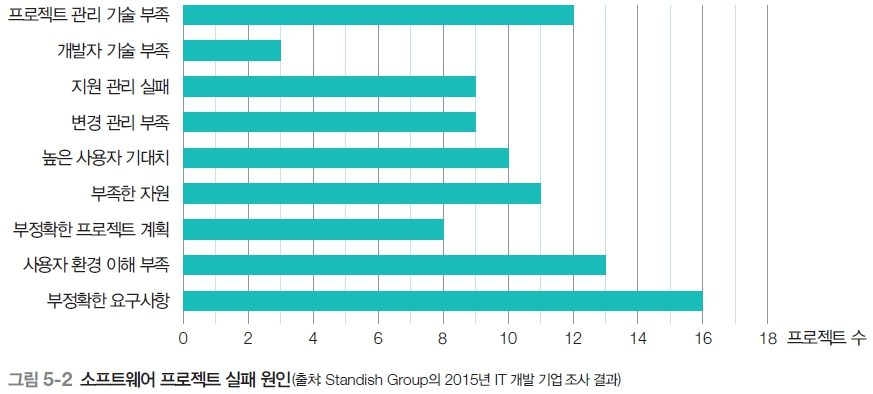 프로젝트 관리 기술 부족
개발자 기술 부족
지원 관리 실패
변경 관리 부족
높은 사용자 기대치
부족한 자원
부정확한 프로젝트 계획
사용자 환경 이해 부족
부정확한 요구사항
0 2 4 6 8 10 12 14 16 18 프로젝트 수
그림 5-2 소프트웨어 프로젝트 실패 원인(출처: Standish Group의 2015년 IT 개발 기업 조사 결과)